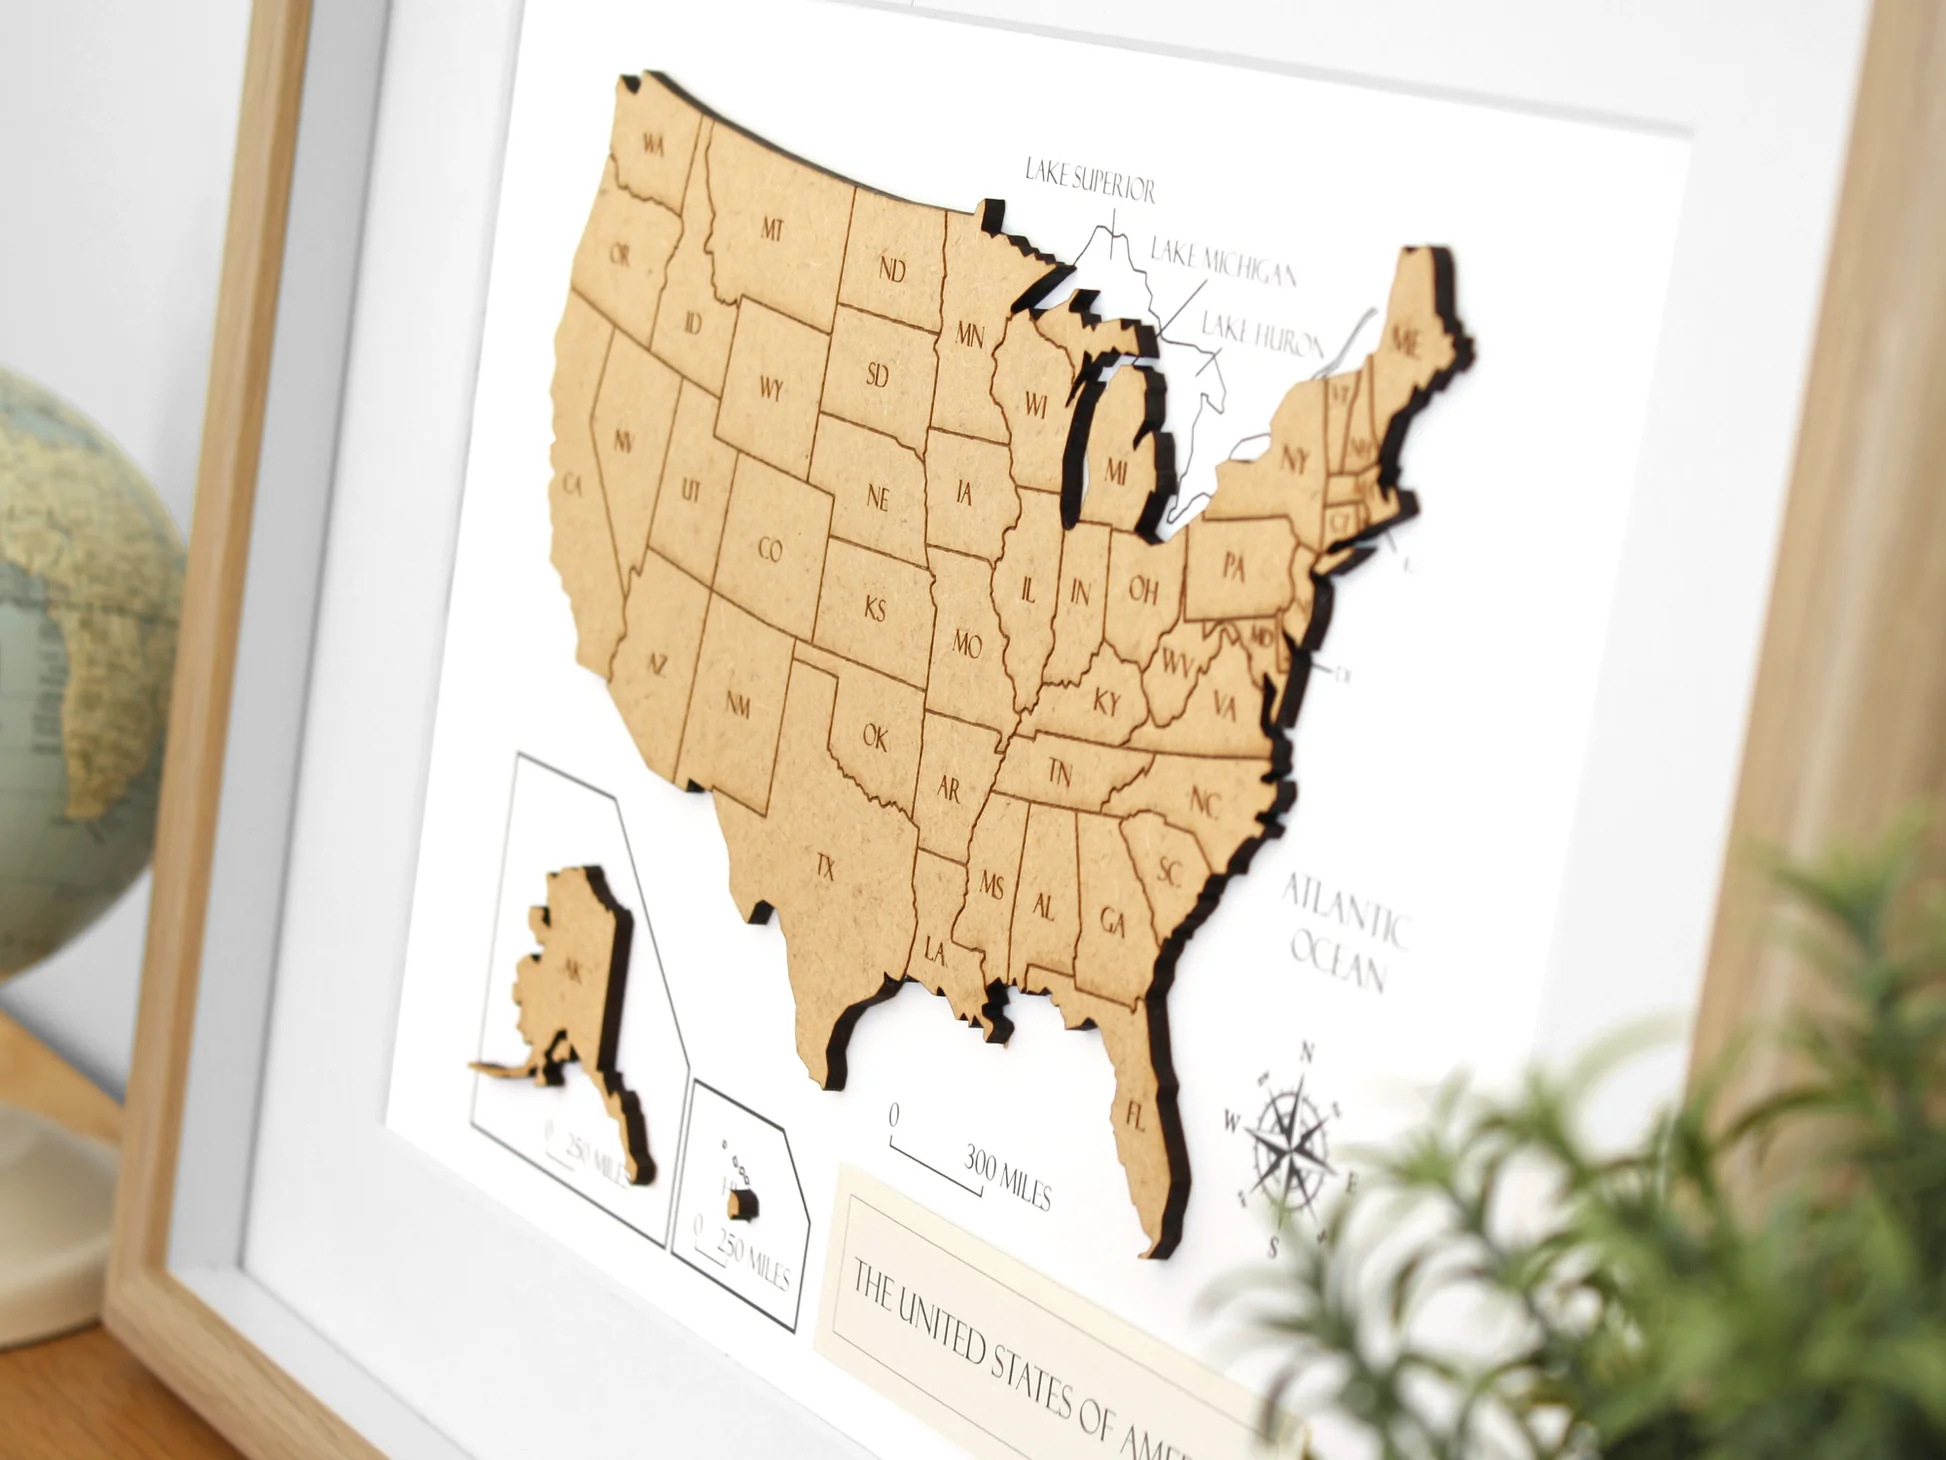 LAKE SUPERIOR
LAKE MICHIGAN
LAKE HURON
WA
MT
ND
MN
OR
ID
WY
SD
WI
MI
ME
VT
NH
NY
CA
NV
UT
CO
NE
IA
IL
IN
OH
PA
CT
KS
MO
KY
WV
VA
MD
AZ
NM
OK
AR
TN
NC
TX
LA
MS
AL
GA
SC
FL
ATLANTIC
OCEAN
AK
0 250 MILES
HI
0 250 MILES
0 300 MILES
N
W
E
S
THE UNITED STATES OF